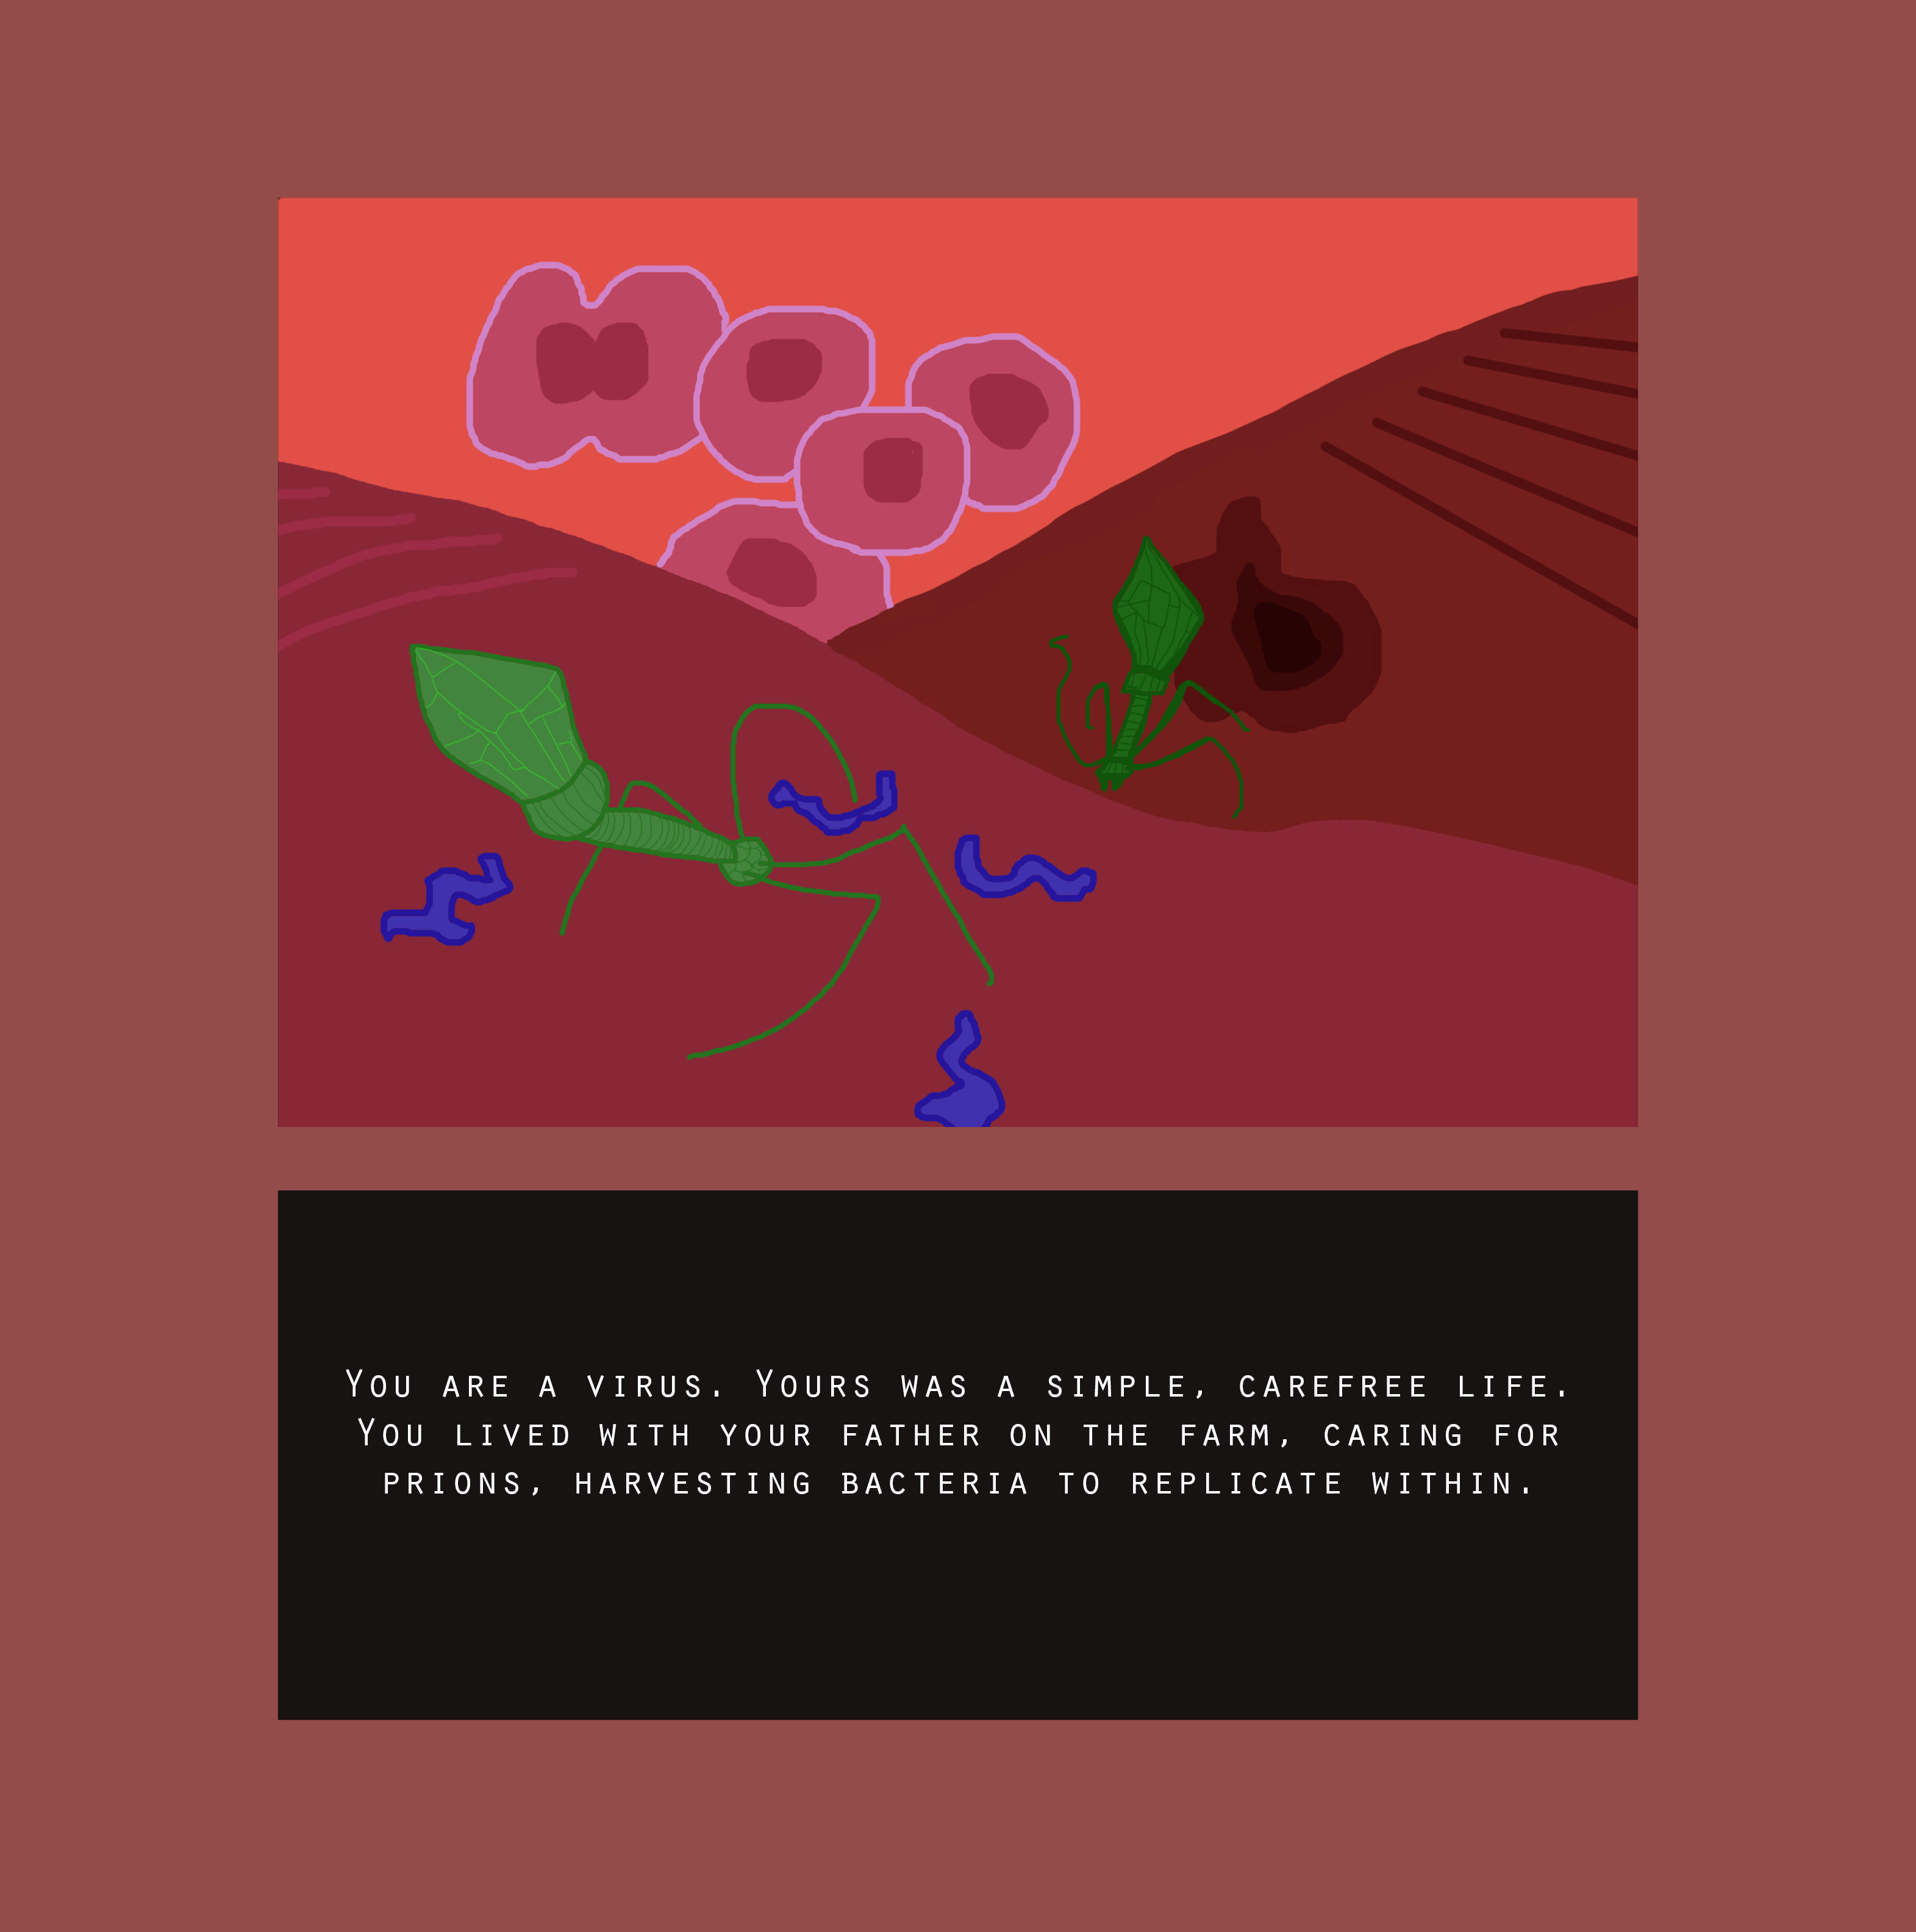 You are a virus. Yours was a simple, carefree life.
You lived with your father on the farm, caring for
prions, harvesting bacteria to replicate within.